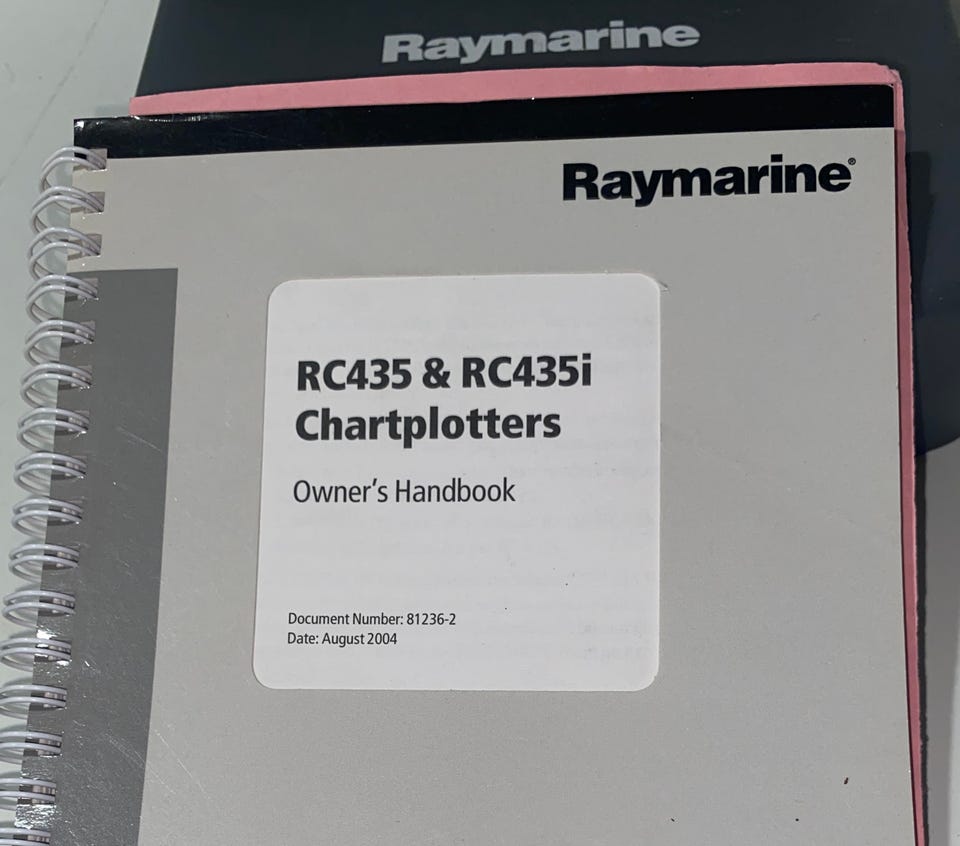 Raymarine
Raymarine®
RC435 & RC435i
Chartplotters
Owner's Handbook
Document Number: 81236-2
Date: August 2004